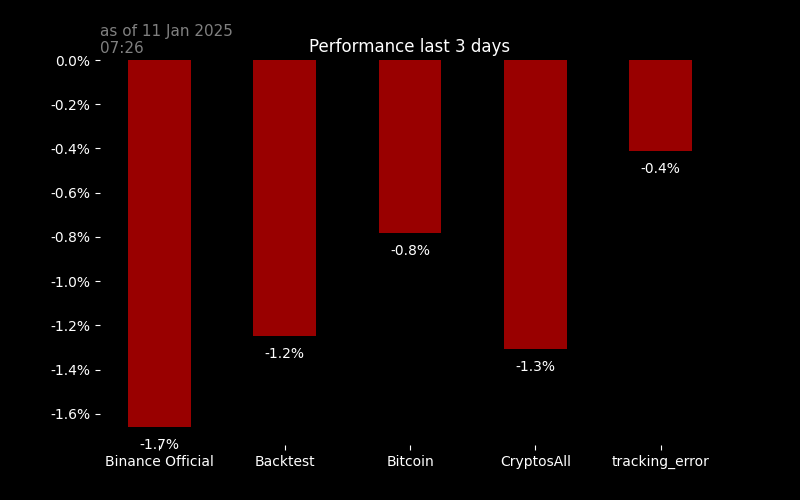 as of 11 Jan 2025
07:26
Performance last 3 days
0.0%
-0.2%
-0.4%
-0.6%
-0.8%
-1.0%
-1.2%
-1.4%
-1.6%
-1.7%
-1.2%
-0.8%
-1.3%
-0.4%
Binance Official
Backtest
Bitcoin
CryptosAll
tracking_error